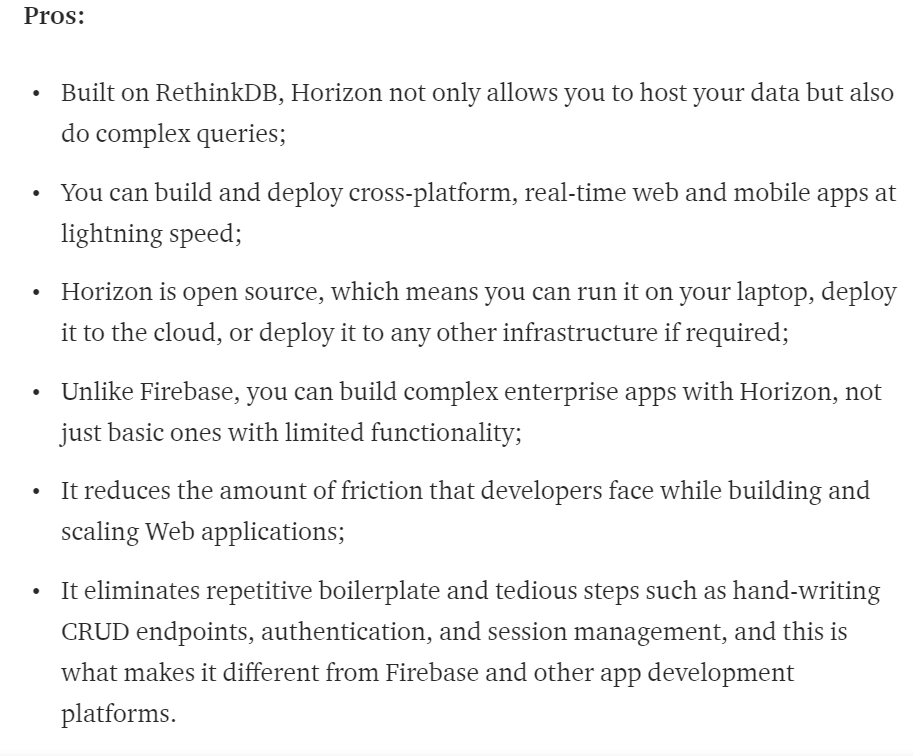 Pros:
• Built on RethinkDB, Horizon not only allows you to host your data but also
do complex queries;
• You can build and deploy cross-platform, real-time web and mobile apps at
lightning speed;
• Horizon is open source, which means you can run it on your laptop, deploy
it to the cloud, or deploy it to any other infrastructure if required;
• Unlike Firebase, you can build complex enterprise apps with Horizon, not
just basic ones with limited functionality;
• It reduces the amount of friction that developers face while building and
scaling Web applications;
• It eliminates repetitive boilerplate and tedious steps such as hand-writing
CRUD endpoints, authentication, and session management, and this is
what makes it different from Firebase and other app development
platforms.